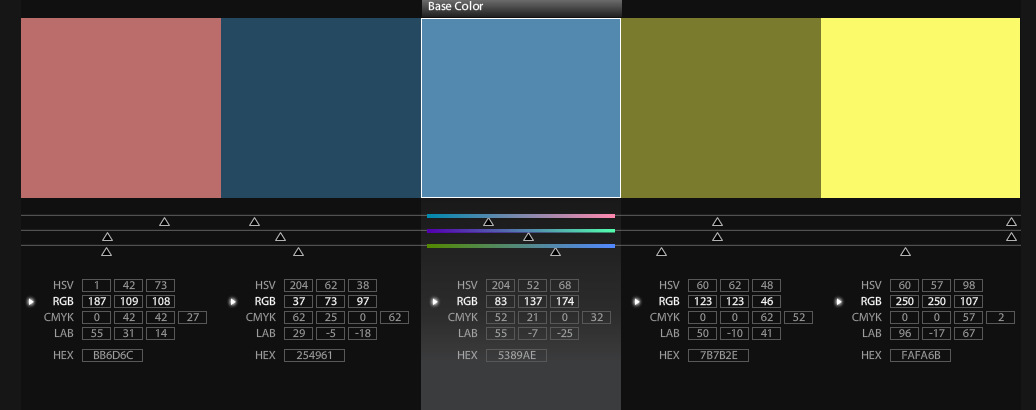 Base Color
HSV 1 42 73
RGB 187 109 108
CMYK 0 42 42 27
LAB 55 31 14
HEX BB6D6C
HSV 204 62 38
RGB 37 73 97
CMYK 62 25 0 62
LAB 29 -5 -18
HEX 254961
HSV 204 52 68
RGB 83 137 174
CMYK 52 21 0 32
LAB 55 -7 -25
HEX 5389AE
HSV 60 62 48
RGB 123 123 46
CMYK 0 0 62 52
LAB 50 -10 41
HEX 7B7B2E
HSV 60 57 98
RGB 250 250 107
CMYK 0 0 57 2
LAB 96 -17 67
HEX FAFA6B